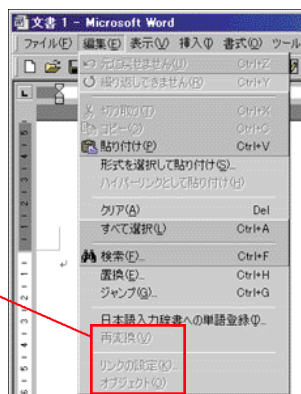 文書 1 - Microsoft Word
ファイル(F) 編集(E) 表示(V) 挿入(I) 書式(O) ツール
元に戻せません(U) Ctrl+Z
繰り返しできません(R) Ctrl+Y
切り取り(T) Ctrl+X
コピー(C) Ctrl+C
貼り付け(P) Ctrl+V
形式を選択して貼り付け(S)...
ハイパーリンクとして貼り付け(H)
クリア(A) Del
すべて選択(L) Ctrl+A
検索(F)... Ctrl+F
置換(E)... Ctrl+H
ジャンプ(G)... Ctrl+G
日本語入力辞書への単語登録(I)...
再変換(V)
リンクの設定(K)...
オブジェクト(O)